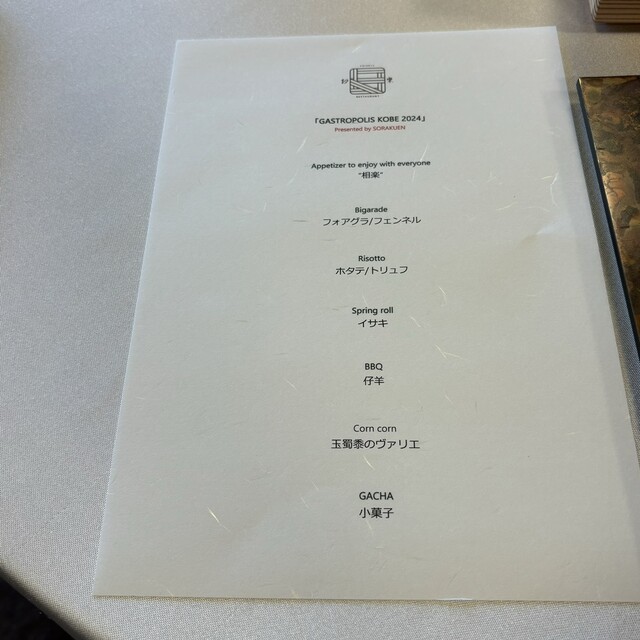 「GASTROPOLIS KOBE 2024」
Presented by SORAKUEN
Appetizer to enjoy with everyone
“相楽”
Bigarade
フォアグラ/フェンネル
Risotto
ホタテ/トリュフ
Spring roll
イサキ
BBQ
仔羊
Corn corn
玉蜀黍のヴァリエ
GACHA
小菓子